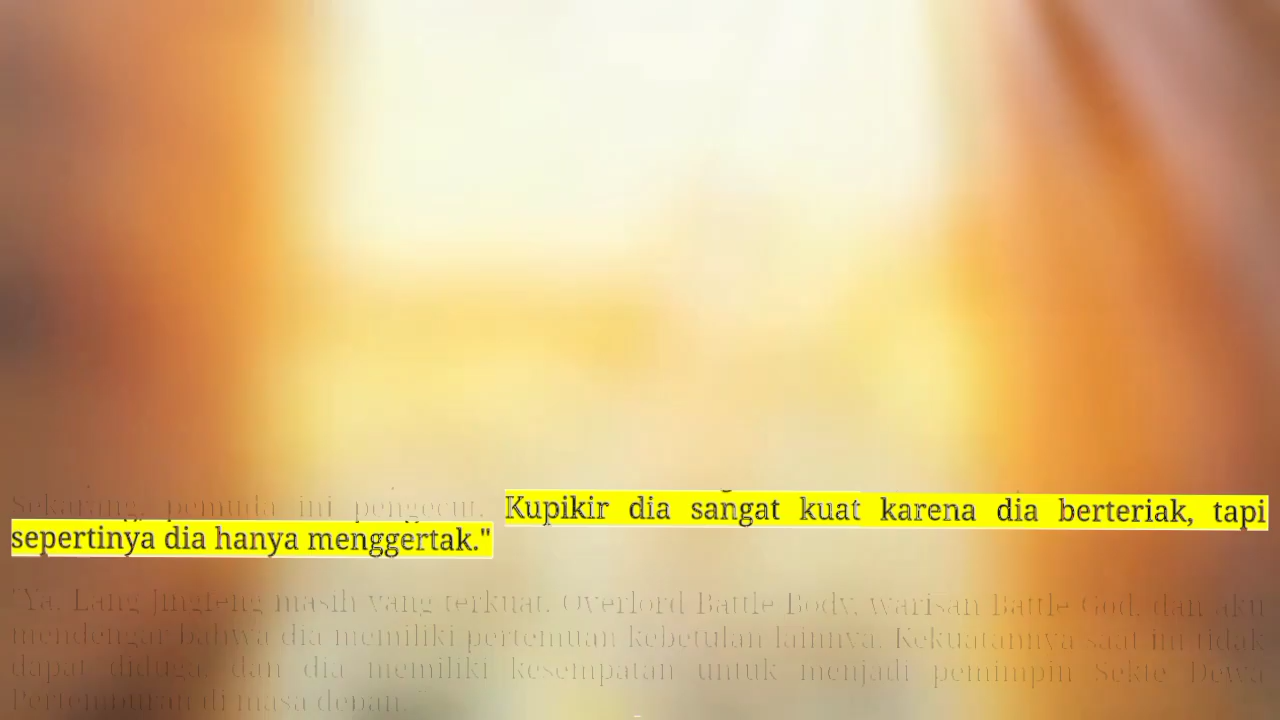 Sekarang, pemuda ini pengecut. Kupikir dia sangat kuat karena dia berteriak, tapi
sepertinya dia hanya menggertak."
"Ya, Lang Jingfeng masih yang terkuat. Overlord Battle Body, warisan Battle God, dan aku
mendengar bahwa dia memiliki pertemuan kebetulan lainnya. Kekuatannya saat ini tidak
dapat diduga, dan dia memiliki kesempatan untuk menjadi pemimpin Sekte Dewa
Pertempuran di masa depan.